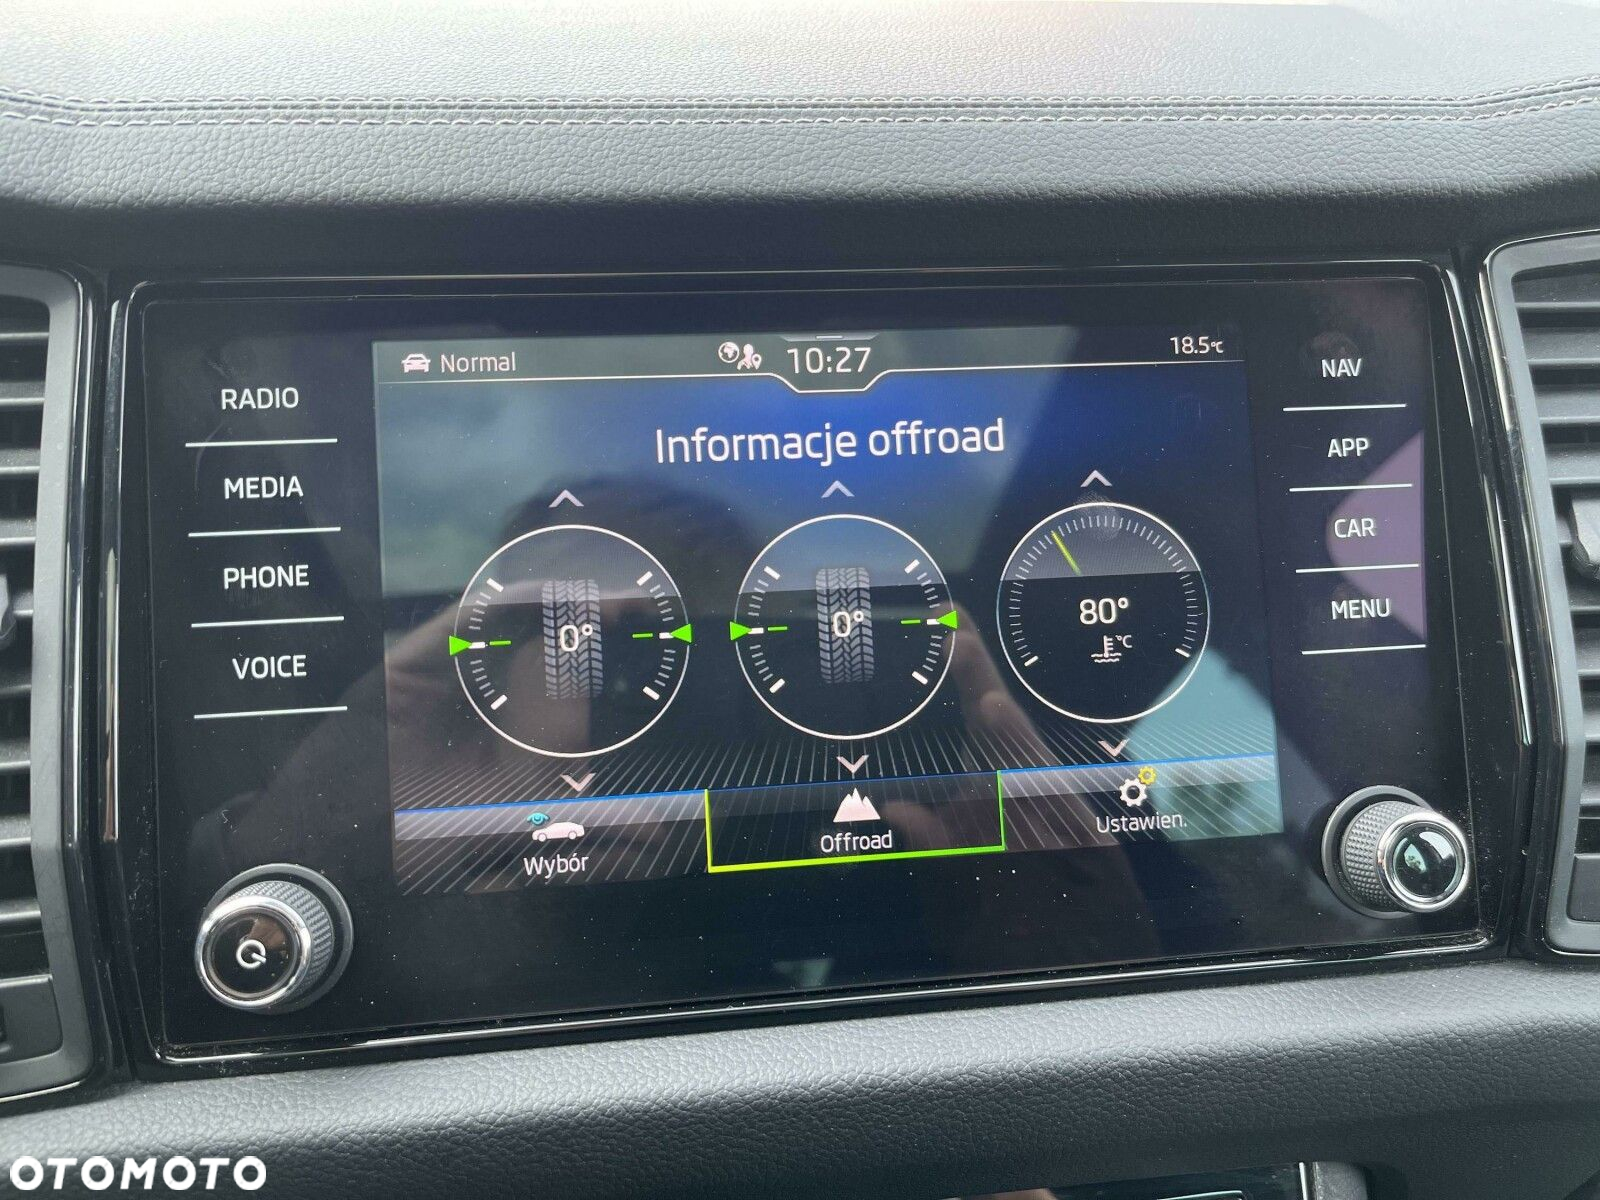 Normal
10:27
18.5°C
Informacje offroad
0°
0°
80°
°C
Wybór
Offroad
Ustawien.
RADIO
MEDIA
PHONE
VOICE
NAV
APP
CAR
MENU
OTOMOTO